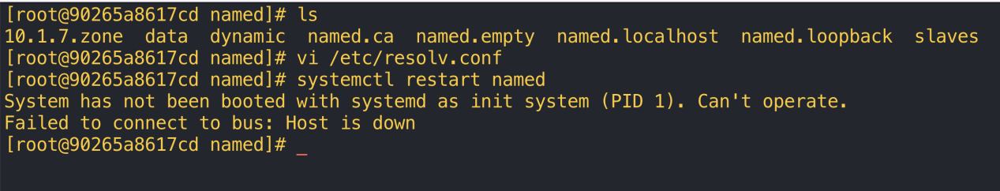 [root@90265a8617cd named]# ls
10.1.7.zone  data  dynamic  named.ca  named.empty  named.localhost  named.loopback  slaves
[root@90265a8617cd named]# vi /etc/resolv.conf
[root@90265a8617cd named]# systemctl restart named
System has not been booted with systemd as init system (PID 1). Can't operate.
Failed to connect to bus: Host is down
[root@90265a8617cd named]# _